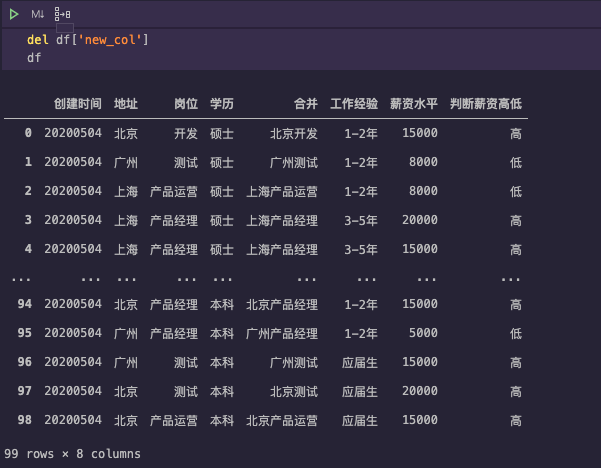 M↓
del df['new_col']
df
创建时间 地址 岗位 学历 合并 工作经验 薪资水平 判断薪资高低
0 20200504 北京 开发 硕士 北京开发 1-2年 15000 高
1 20200504 广州 测试 硕士 广州测试 1-2年 8000 低
2 20200504 上海 产品运营 硕士 上海产品运营 1-2年 8000 低
3 20200504 上海 产品经理 硕士 上海产品经理 3-5年 20000 高
4 20200504 上海 产品经理 硕士 上海产品经理 3-5年 15000 高
... ... ... ... ... ... ... ... ...
94 20200504 北京 产品经理 本科 北京产品经理 1-2年 15000 高
95 20200504 广州 产品经理 本科 广州产品经理 1-2年 5000 低
96 20200504 广州 测试 本科 广州测试 应届生 15000 高
97 20200504 北京 测试 本科 北京测试 应届生 20000 高
98 20200504 北京 产品运营 本科 北京产品运营 应届生 15000 高
99 rows × 8 columns